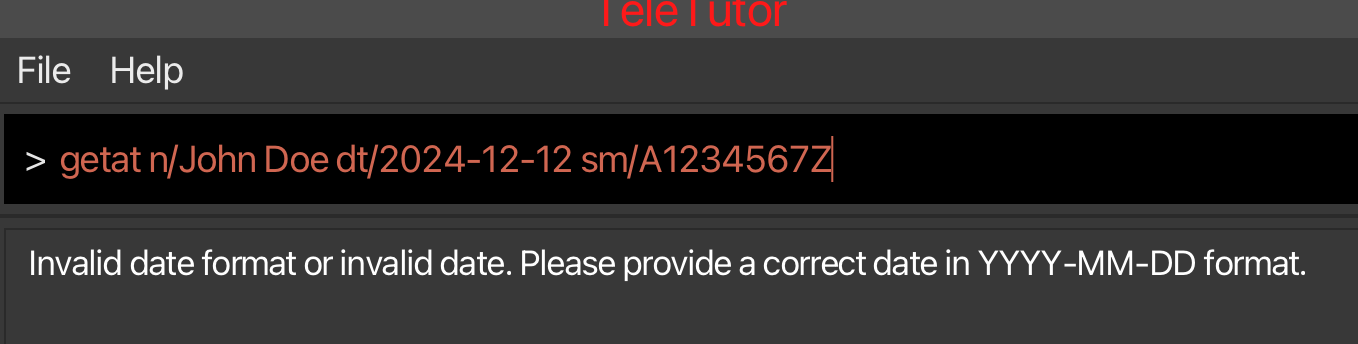 TeleTutor
File Help
> getat n/John Doe dt/2024-12-12 sm/A1234567Z
Invalid date format or invalid date. Please provide a correct date in YYYY-MM-DD format.